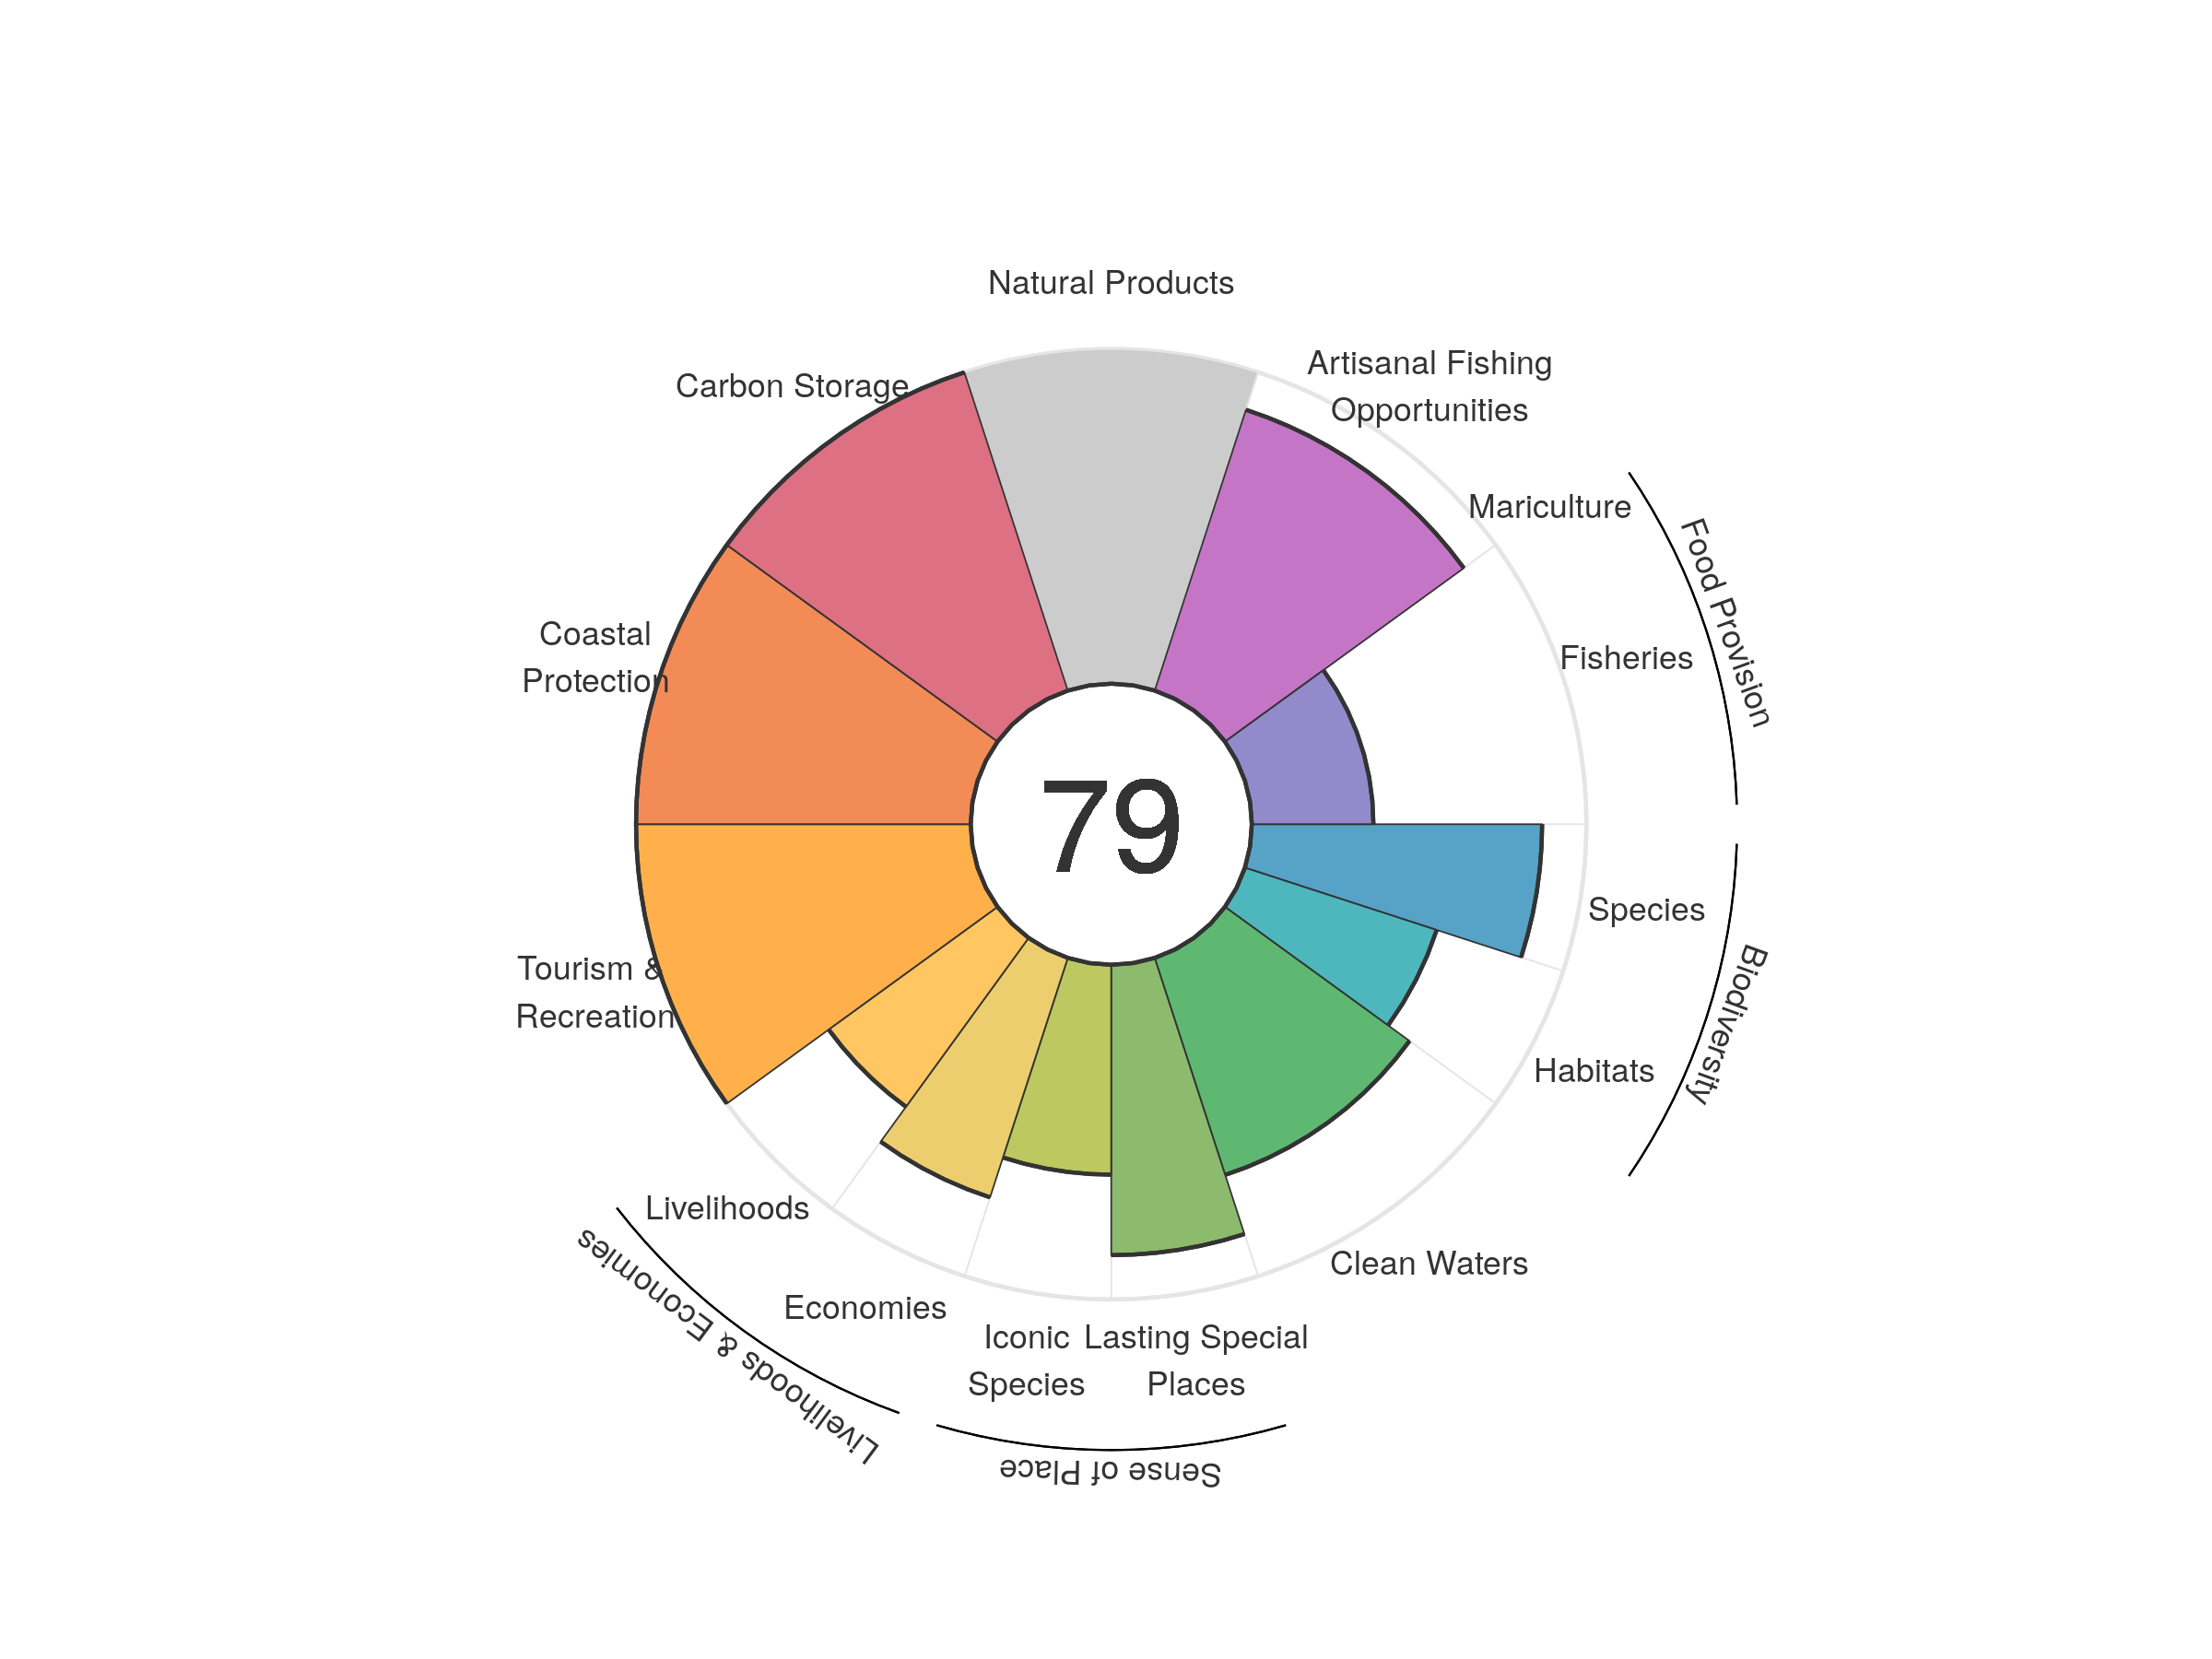 Natural Products
Artisanal Fishing
Opportunities
Carbon Storage
Mariculture
Food Provision
Fisheries
Coastal
Protection
79
Species
Biodiversity
Tourism &
Recreation
Habitats
Livelihoods
Clean Waters
Livelihoods & Economies
Economies
Iconic
Species
Lasting Special
Places
Sense of Place